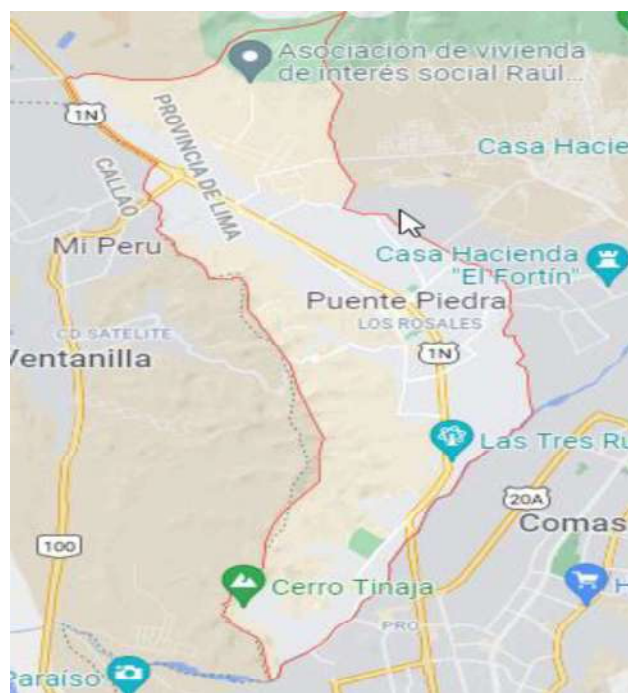 Asociación de vivienda
de interés social Raúl...
1N
PROVINCIA DE LIMA
CALLAO
Casa Hacie
Mi Peru
Casa Hacienda
"El Fortín"
Puente Piedra
LOS ROSALES
CD SATELITE
Ventanilla
1N
Las Tres Ru
20A
Comas
100
Cerro Tinaja
H
PRO
Paraíso